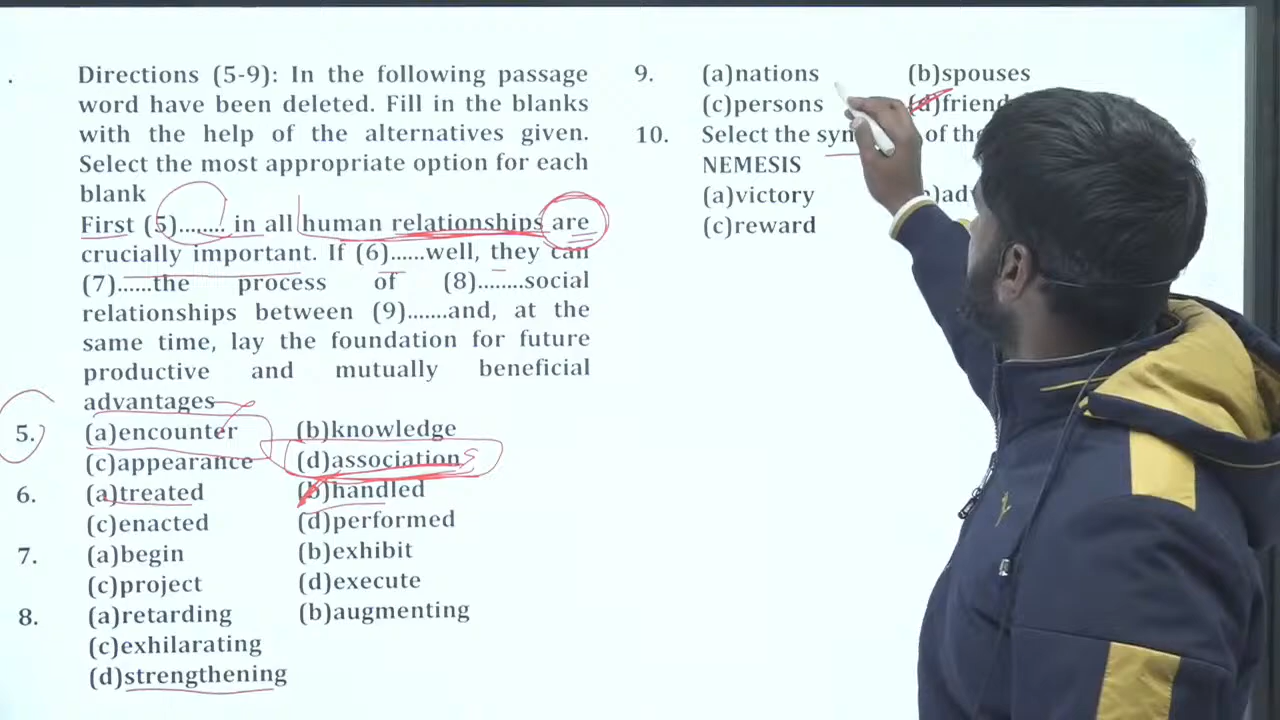 Directions (5-9): In the following passage
word have been deleted. Fill in the blanks
with the help of the alternatives given.
Select the most appropriate option for each
blank
First (5)........ in all human relationships are
crucially important. If (6)......well, they can
(7)......the process of (8)........social
relationships between (9).......and, at the
same time, lay the foundation for future
productive and mutually beneficial
advantages
5. (a)encounter (b)knowledge
(c)appearance (d)associations
6. (a)treated (b)handled
(c)enacted (d)performed
7. (a)begin (b)exhibit
(c)project (d)execute
8. (a)retarding (b)augmenting
(c)exhilarating
(d)strengthening
9. (a)nations (b)spouses
(c)persons
10. Select the of
NEMESIS
(a)victory
(c)reward